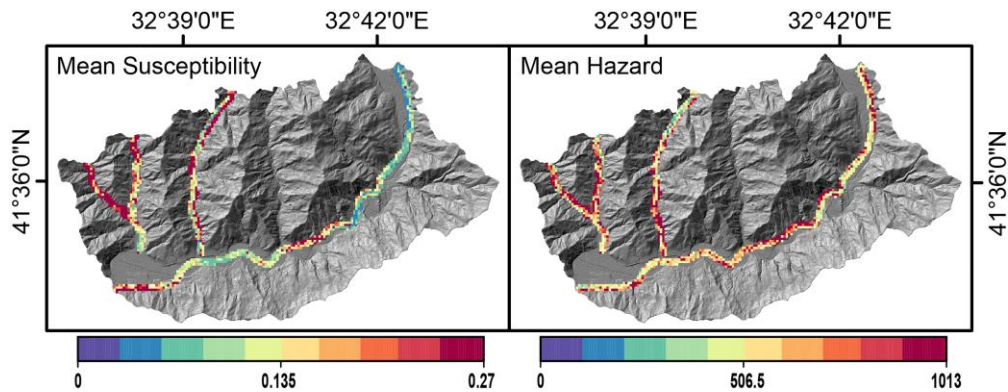 32°39'0"E 32°42'0"E 32°39'0"E 32°42'0"E
Mean Susceptibility Mean Hazard
41°36'0"N 41°36'0"N
0 0.135 0.27 0 506.5 1013